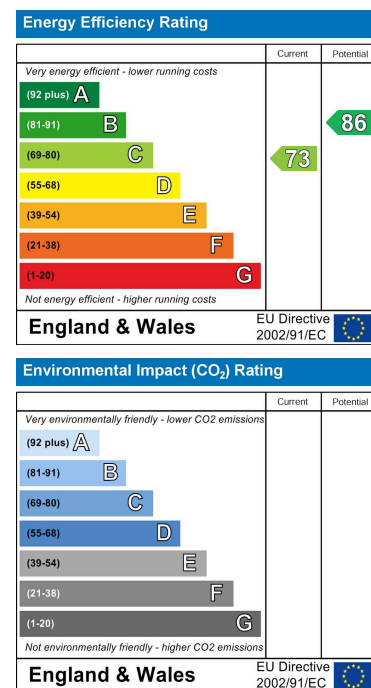 Energy Efficiency Rating
Current Potential
Very energy efficient - lower running costs
(92 plus) A
(81-91) B
86
(69-80) C
73
(55-68) D
(39-54) E
(21-38) F
(1-20) G
Not energy efficient - higher running costs
England & Wales
EU Directive
2002/91/EC
Environmental Impact (CO₂) Rating
Current Potential
Very environmentally friendly - lower CO2 emissions
(92 plus) A
(81-91) B
(69-80) C
(55-68) D
(39-54) E
(21-38) F
(1-20) G
Not environmentally friendly - higher CO2 emissions
England & Wales
EU Directive
2002/91/EC